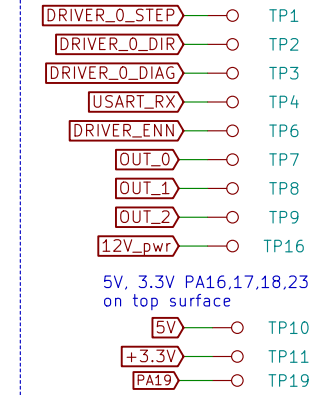 DRIVER_0_STEP TP1
DRIVER_0_DIR TP2
DRIVER_0_DIAG TP3
USART_RX TP4
DRIVER_ENN TP6
OUT_0 TP7
OUT_1 TP8
OUT_2 TP9
12V_pwr TP16
5V, 3.3V PA16,17,18,23
on top surface
5V TP10
+3.3V TP11
PA19 TP19